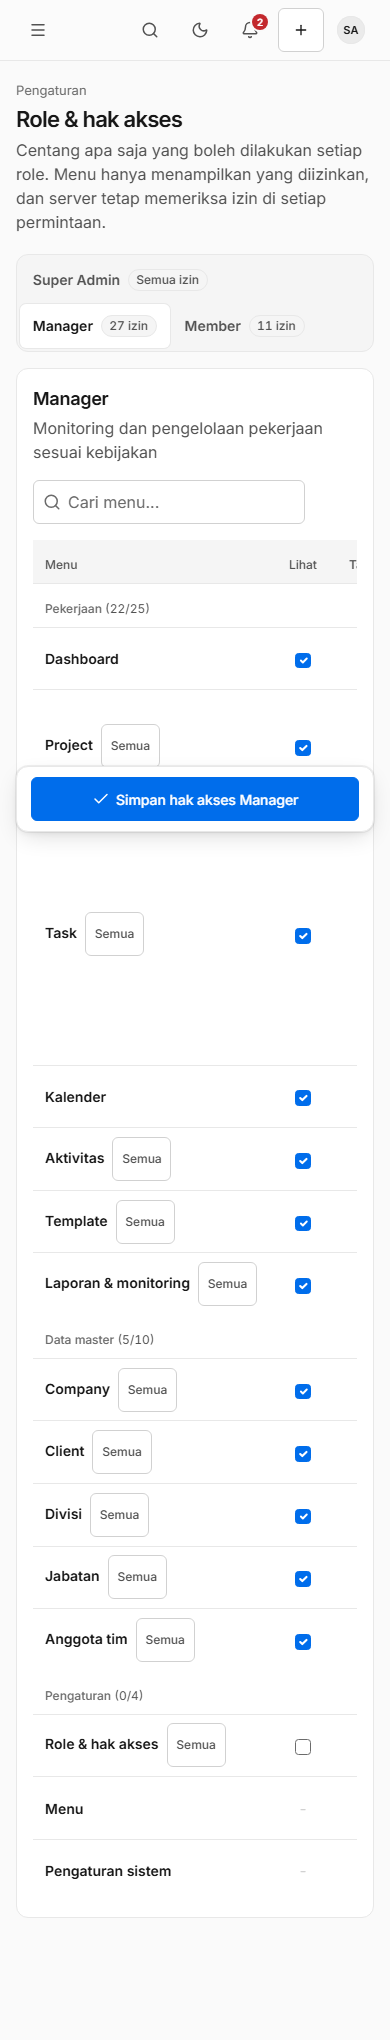 2
SA
Pengaturan
Role & hak akses
Centang apa saja yang boleh dilakukan setiap
role. Menu hanya menampilkan yang diizinkan,
dan server tetap memeriksa izin di setiap
permintaan.
Super Admin Semua izin
Manager 27 izin Member 11 izin
Manager
Monitoring dan pengelolaan pekerjaan
sesuai kebijakan
Cari menu...
Menu Lihat
Pekerjaan (22/25)
Dashboard
Project Semua
Simpan hak akses Manager
Task Semua
Kalender
Aktivitas Semua
Template Semua
Laporan & monitoring Semua
Data master (5/10)
Company Semua
Client Semua
Divisi Semua
Jabatan Semua
Anggota tim Semua
Pengaturan (0/4)
Role & hak akses Semua
Menu -
Pengaturan sistem -